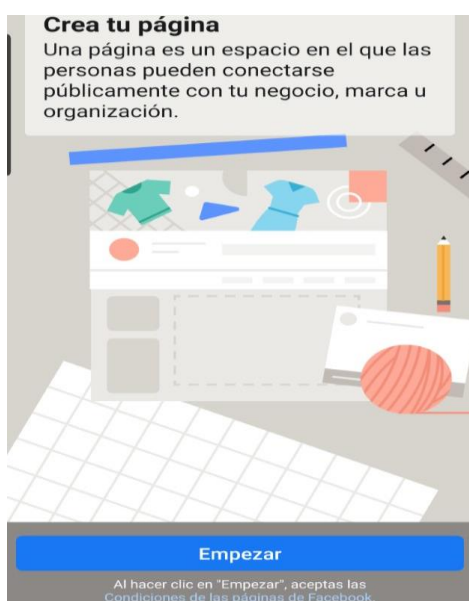 Crea tu página
Una página es un espacio en el que las
personas pueden conectarse
públicamente con tu negocio, marca u
organización.
Empezar
Al hacer clic en "Empezar", aceptas las
Condiciones de las páginas de Facebook.